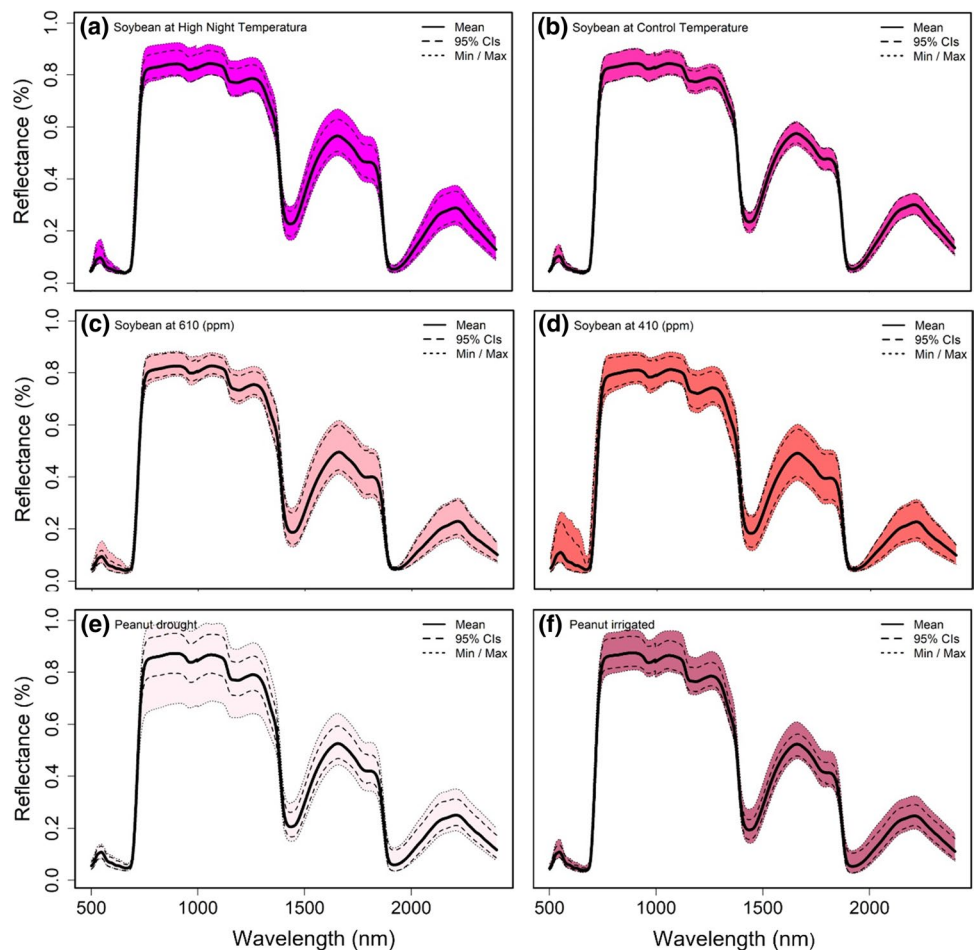 (a) Soybean at High Night Temperatura
Mean
95% CIs
Min / Max
Reflectance (%)
1.0
0.8
0.6
0.4
0.2
0.0
(b) Soybean at Control Temperature
Mean
95% CIs
Min / Max
(c) Soybean at 610 (ppm)
Mean
95% CIs
Min / Max
Reflectance (%)
1.0
0.8
0.6
0.4
0.2
0.0
(d) Soybean at 410 (ppm)
Mean
95% CIs
Min / Max
(e) Peanut drought
Mean
95% CIs
Min / Max
Reflectance (%)
1.0
0.8
0.6
0.4
0.2
0.0
500 1000 1500 2000
Wavelength (nm)
(f) Peanut irrigated
Mean
95% CIs
Min / Max
500 1000 1500 2000
Wavelength (nm)